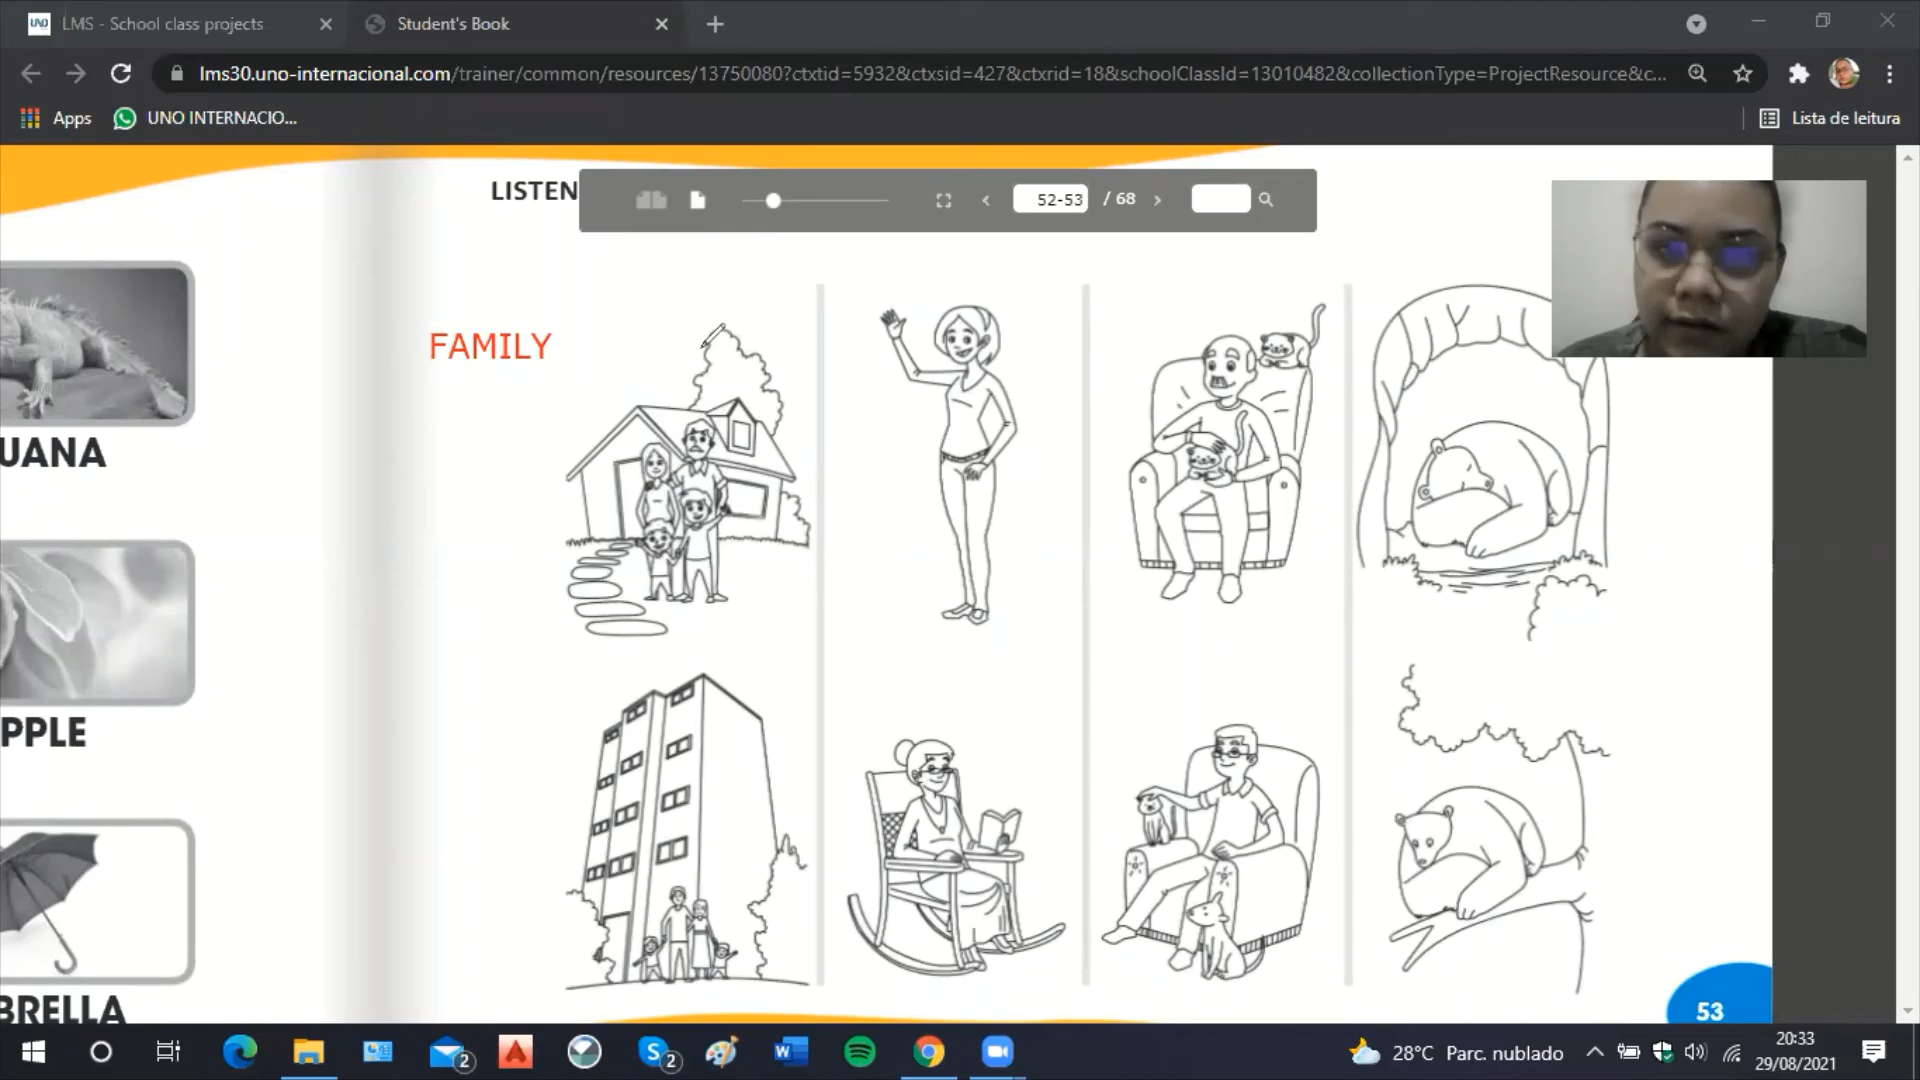 LMS - School class projects
Student's Book
lms30.uno-internacional.com/trainer/common/resources/13750080?ctxtid=5932&ctxsid=427&ctxrid=18&schoolClassId=13010482&collectionType=ProjectResource&c...
Apps
UNO INTERNACIO...
Lista de leitura
LISTEN
52-53 / 68
FAMILY
UANA
PPLE
BRELLA
53
2
2
28°C Parc. nublado
20:33
29/08/2021